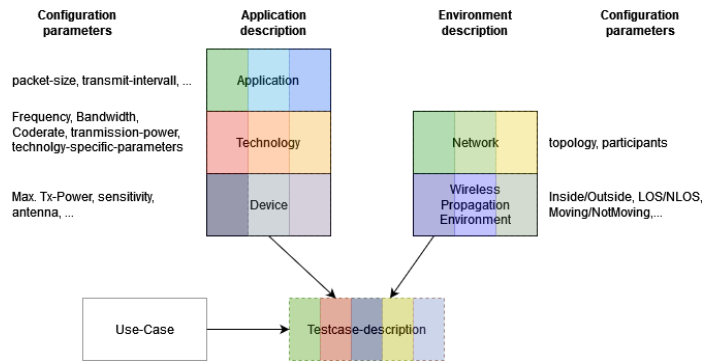 Configuration
parameters
Application
description
Environment
description
Configuration
parameters
packet-size, transmit-intervall, ...
Application
Frequency, Bandwidth,
Coderate, tranmission-power,
technolgy-specific-parameters
Technology
Network
topology, participants
Max. Tx-Power, sensitivity,
antenna, ...
Device
Wireless
Propagation
Environment
Inside/Outside, LOS/NLOS,
Moving/NotMoving,...
Use-Case
Testcase-description